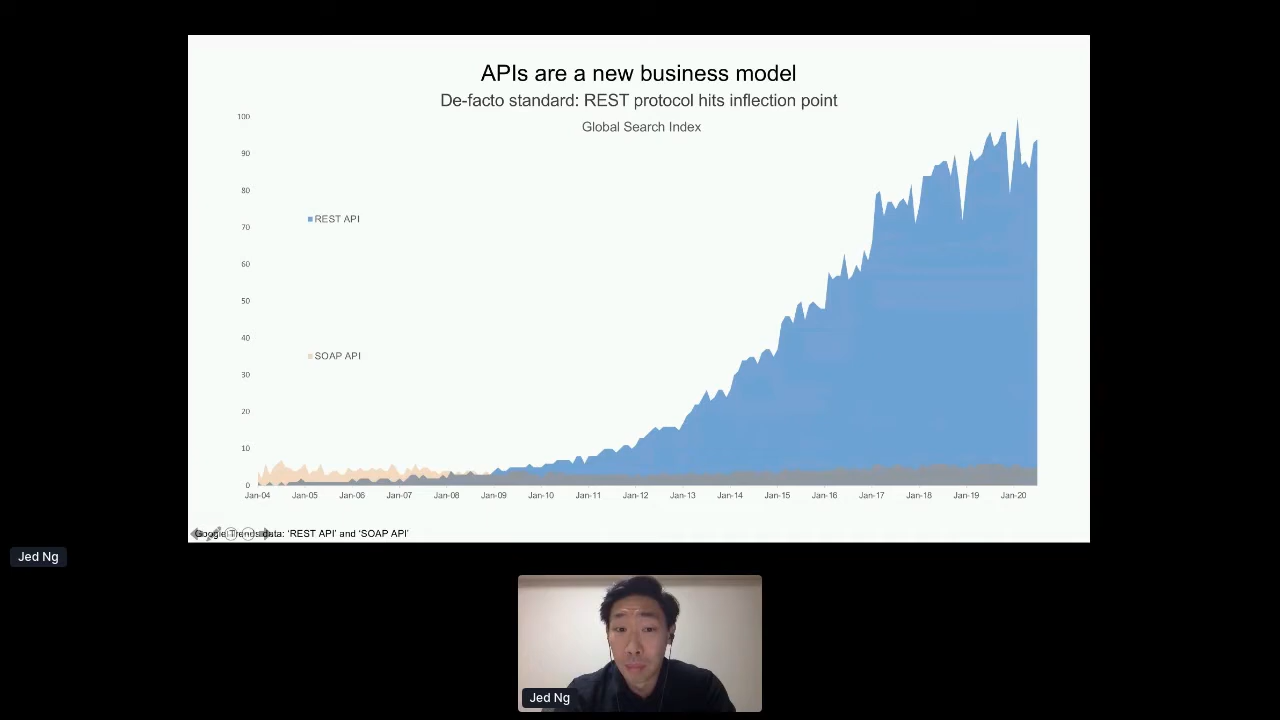 APIs are a new business model
De-facto standard: REST protocol hits inflection point
Global Search Index
100
90
80
70
60
50
40
30
20
10
0
REST API
SOAP API
Jan-04 Jan-05 Jan-06 Jan-07 Jan-08 Jan-09 Jan-10 Jan-11 Jan-12 Jan-13 Jan-14 Jan-15 Jan-16 Jan-17 Jan-18 Jan-19 Jan-20
Google Trends data: ‘REST API’ and ‘SOAP API’
Jed Ng
Jed Ng